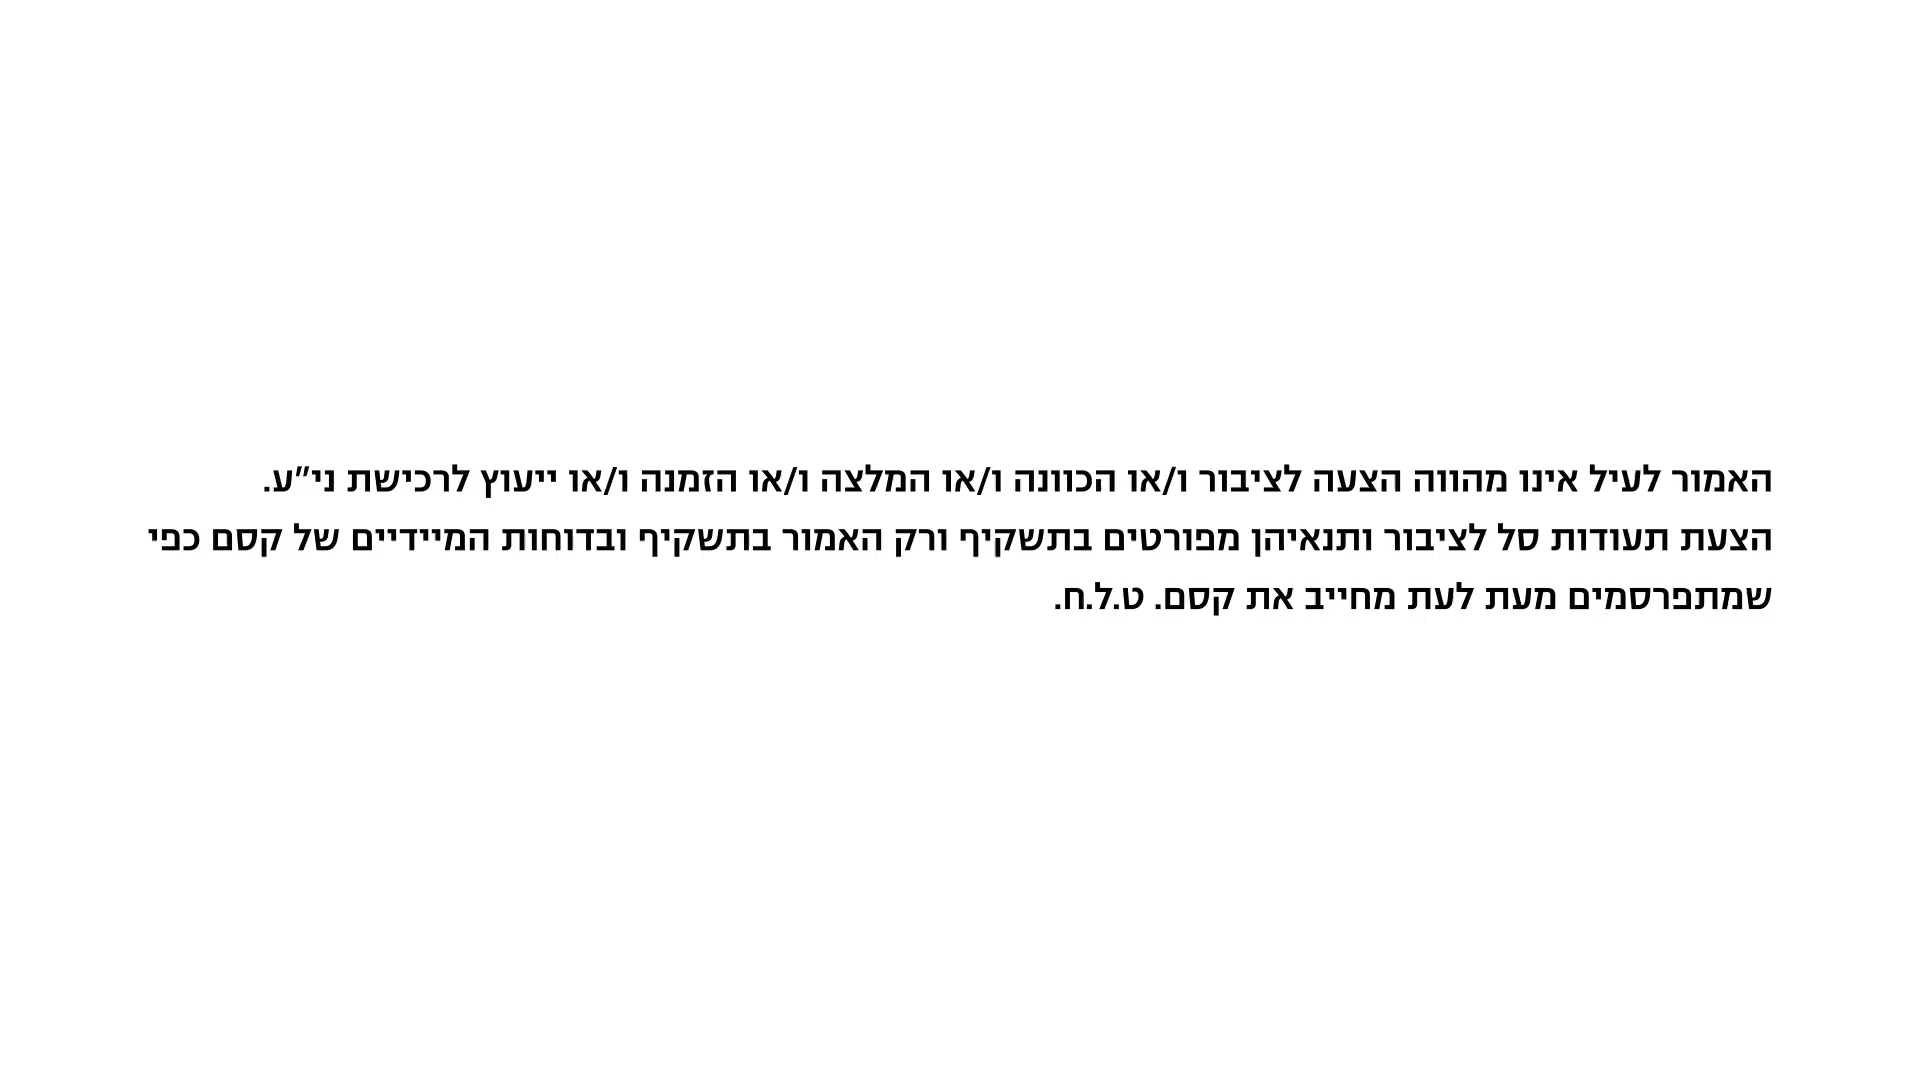 האמור לעיל אינו מהווה הצעה לציבור ו/או הכוונה ו/או המלצה ו/או הזמנה ו/או ייעוץ לרכישת ני"ע.
הצעת תעודות סל לציבור ותנאיהן מפורטים בתשקיף ורק האמור בתשקיף ובדוחות המיידיים של קסם כפי
שמתפרסמים מעת לעת מחייב את קסם. ט.ל.ח.